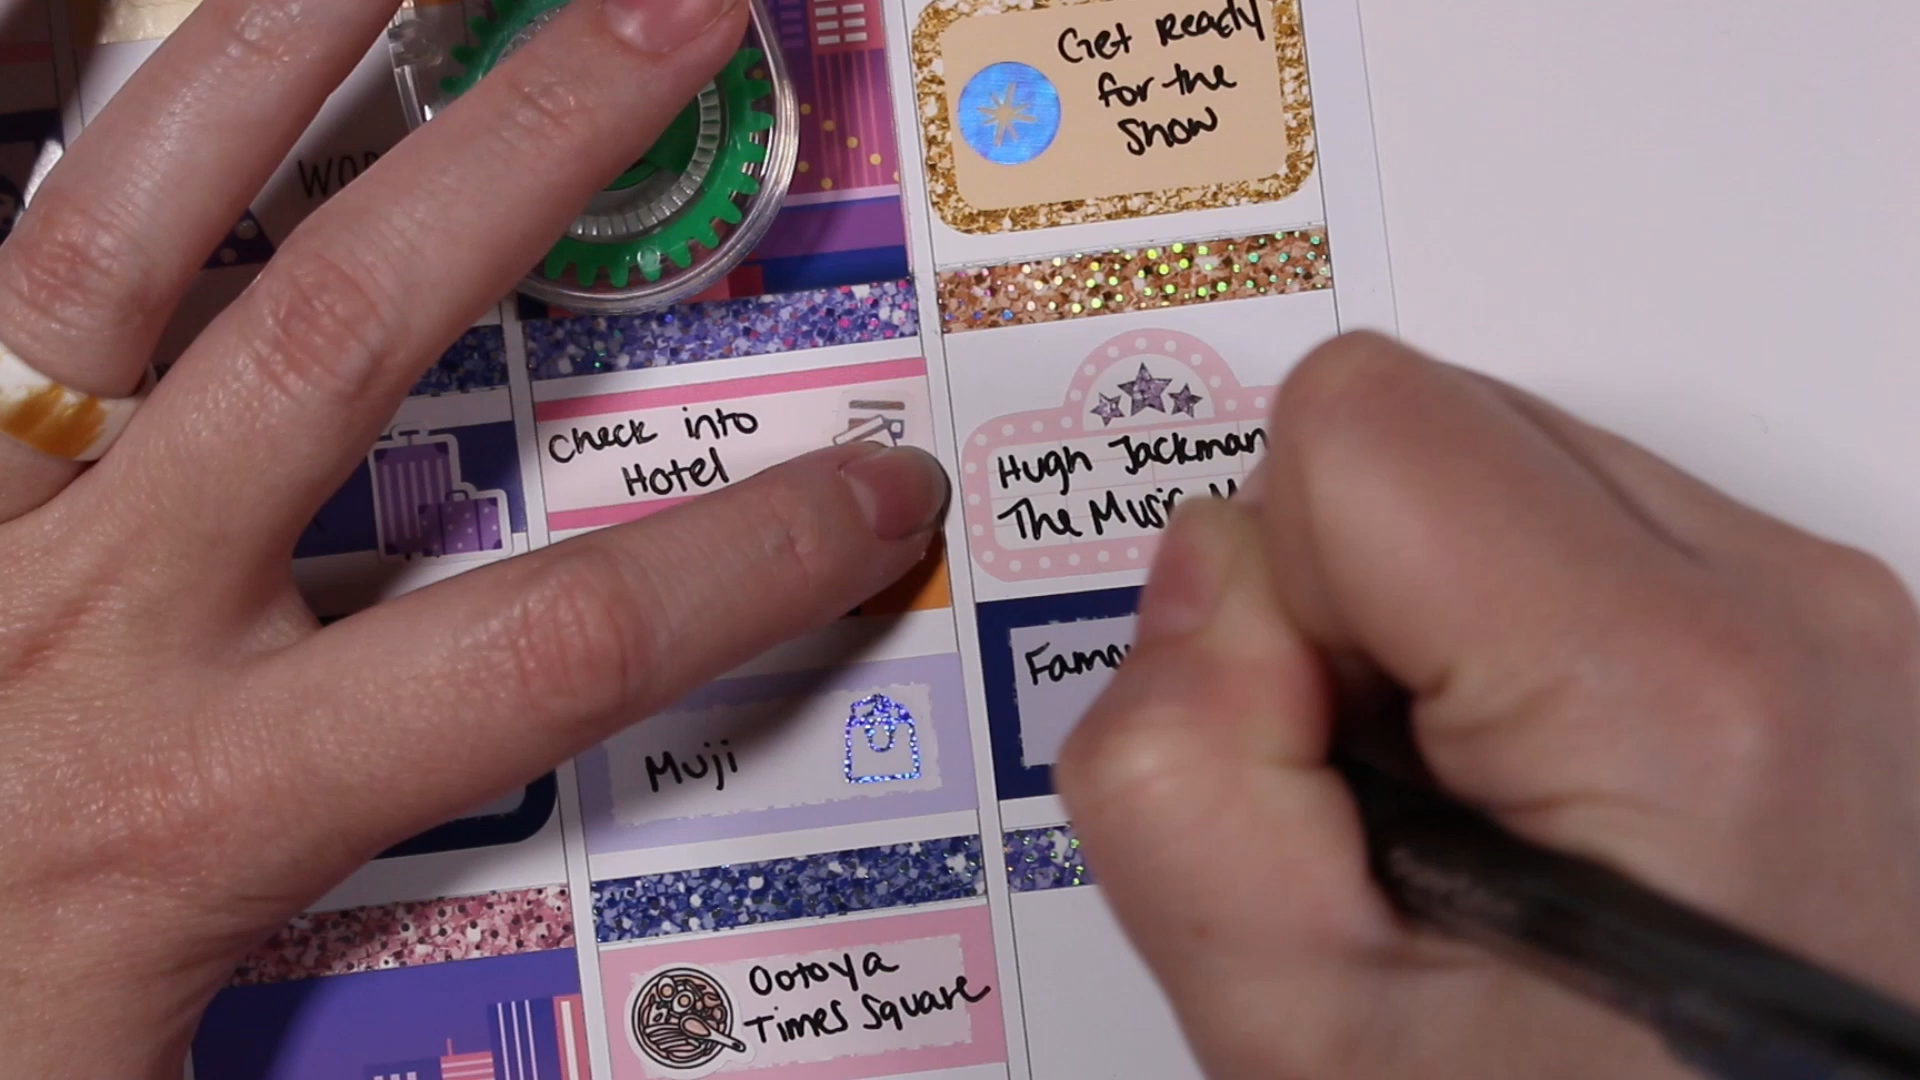 Get Ready
for the
Show
Check into
Hotel
Hugh Jackman
The Music
Muji
Ootoya
Times Square